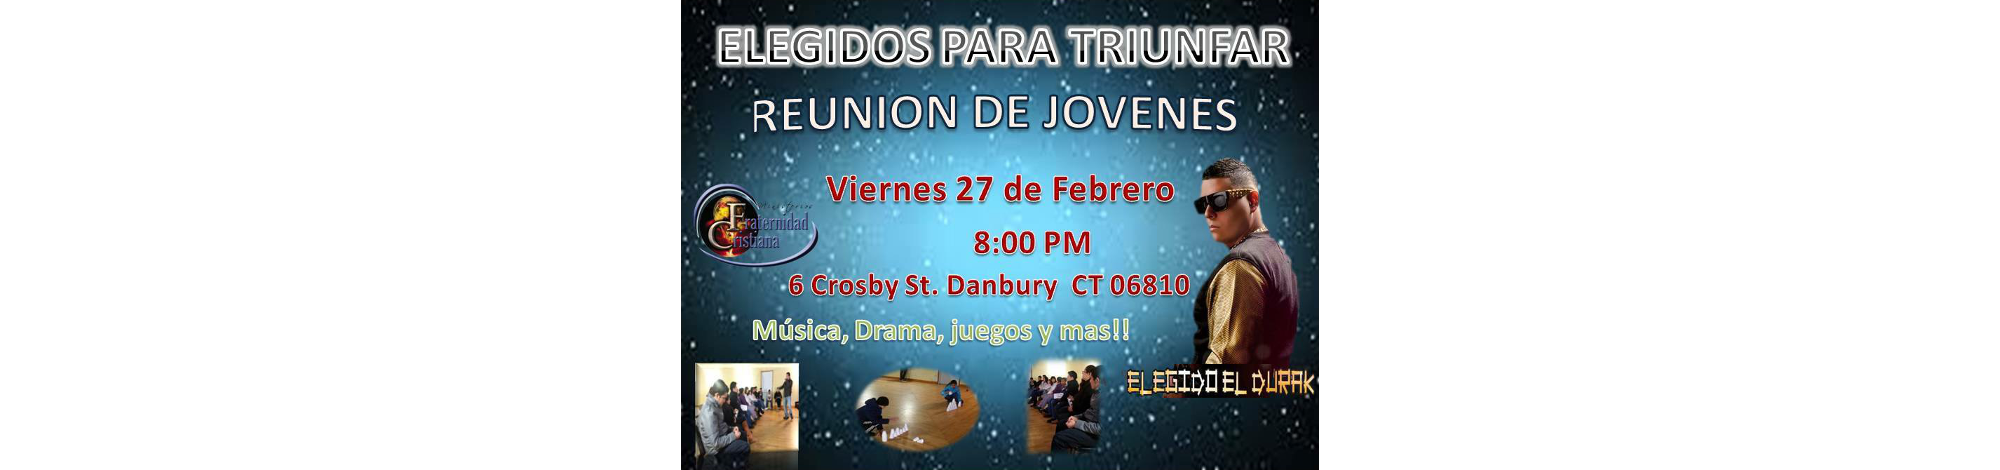 ELEGIDOS PARA TRIUNFAR
REUNION DE JOVENES
Viernes 27 de Febrero
Fraternidad
Cristiana
8:00 PM
6 Crosby St. Danbury CT 06810
Música, Drama, juegos y mas!!
ELEGIDO EL DURAK